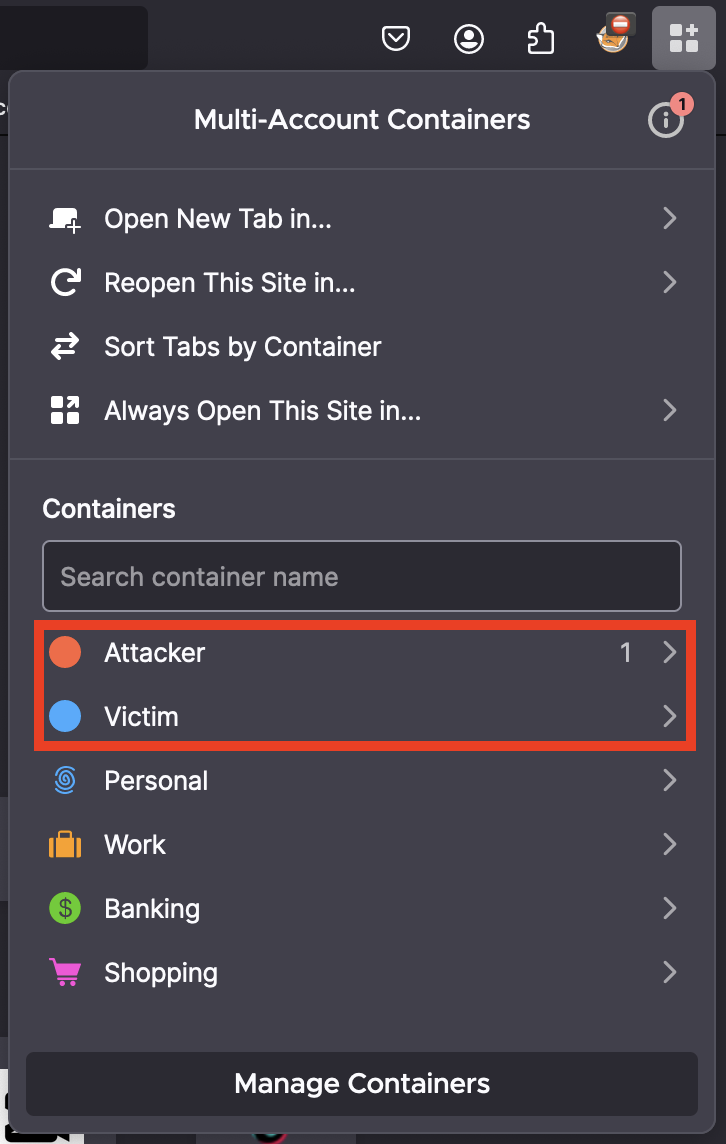 Multi-Account Containers
1
Open New Tab in...
Reopen This Site in...
Sort Tabs by Container
Always Open This Site in...
Containers
Search container name
Attacker 1
Victim
Personal
Work
$ Banking
Shopping
Manage Containers